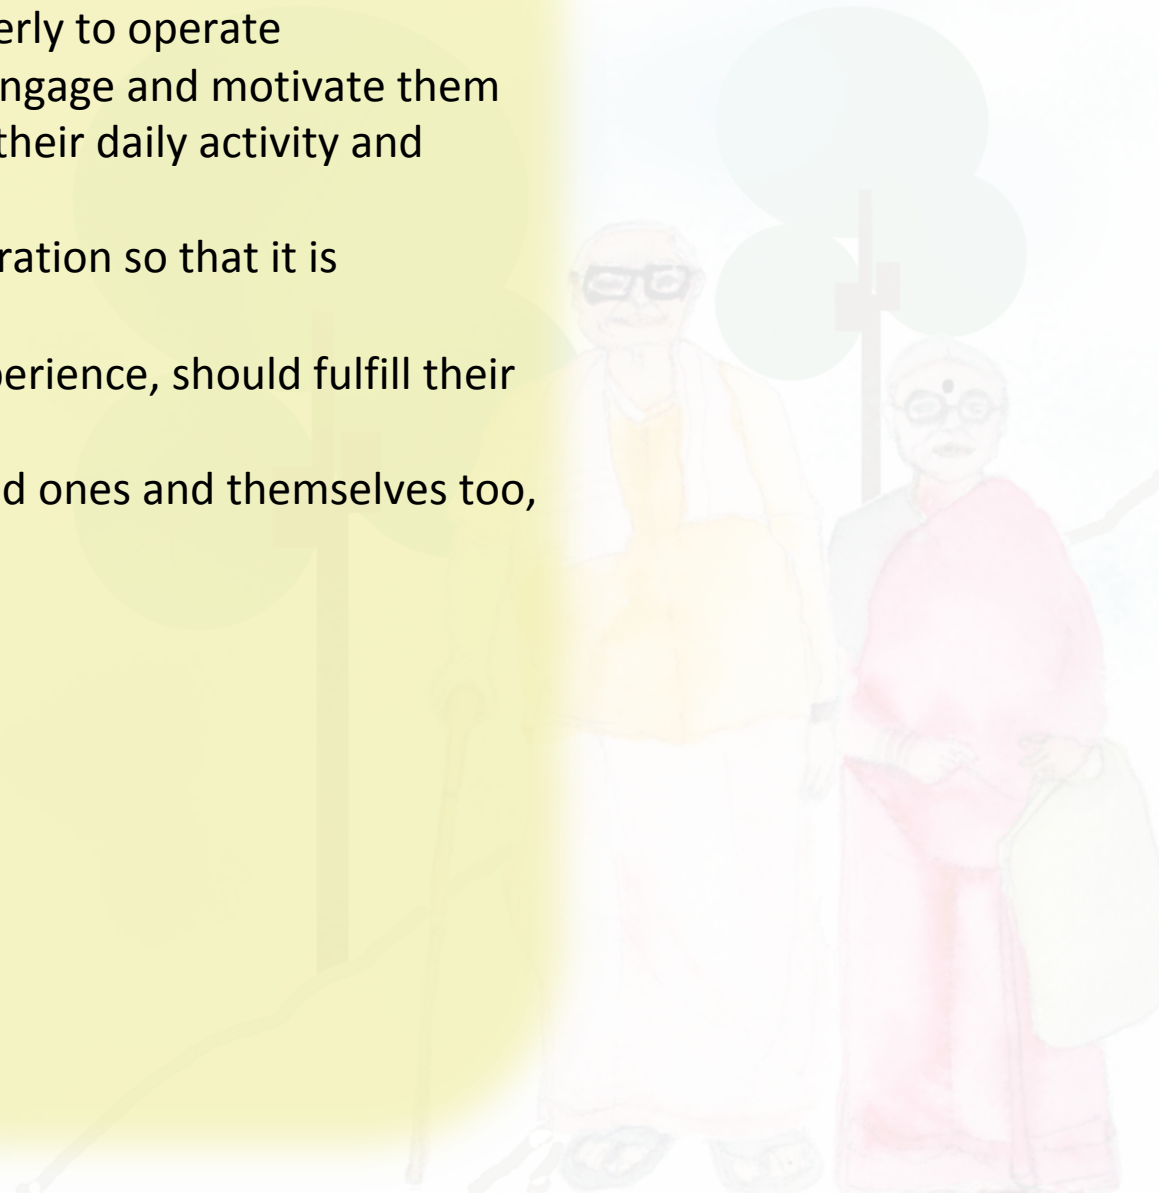 erly to operate
ngage and motivate them
their daily activity and
ration so that it is
perience, should fulfill their
d ones and themselves too,